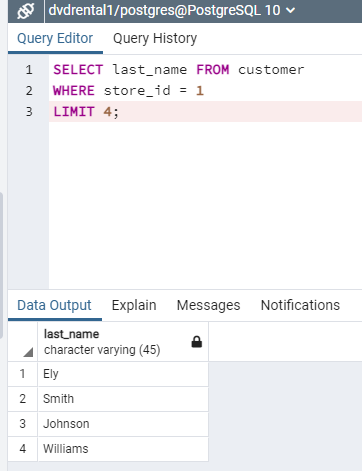 dvdrental1/postgres@PostgreSQL 10
Query Editor Query History
1 SELECT last_name FROM customer
2 WHERE store_id = 1
3 LIMIT 4;
Data Output Explain Messages Notifications
last_name
character varying (45)
1 Ely
2 Smith
3 Johnson
4 Williams